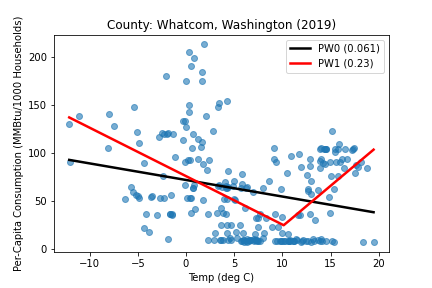 County: Whatcom, Washington (2019)
PW0 (0.061)
PW1 (0.23)
Per-Capita Consumption (MMBtu/1000 Households)
200
150
100
50
0
−10 −5 0 5 10 15 20
Temp (deg C)